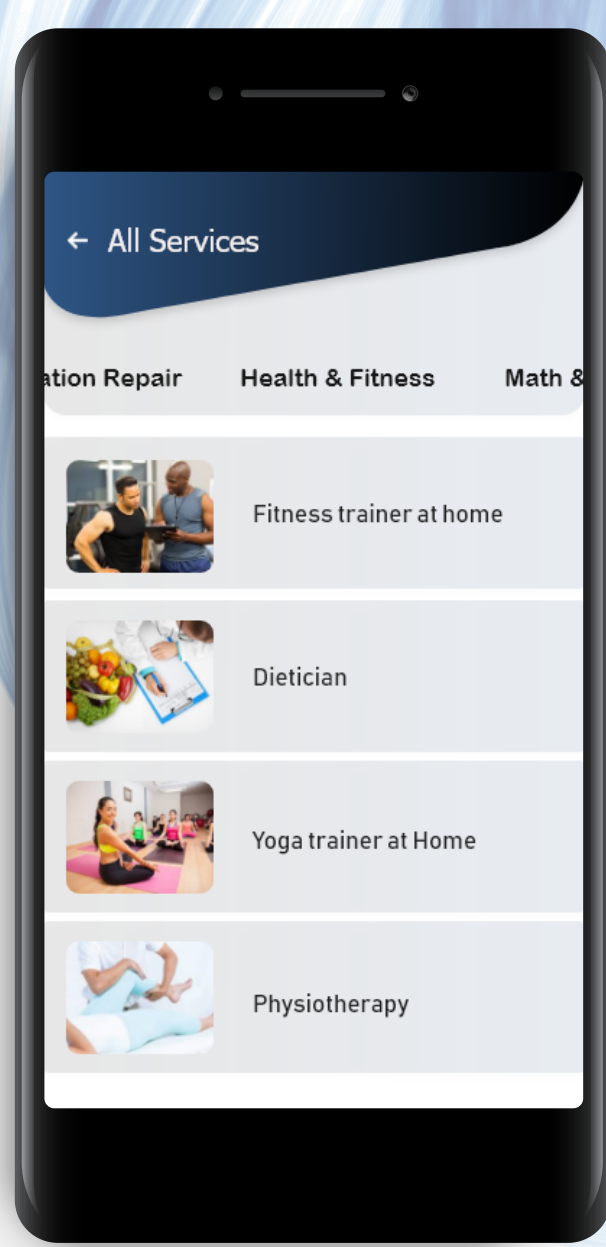 All Services
ation Repair Health & Fitness Math &
Fitness trainer at home
Dietician
Yoga trainer at Home
Physiotherapy